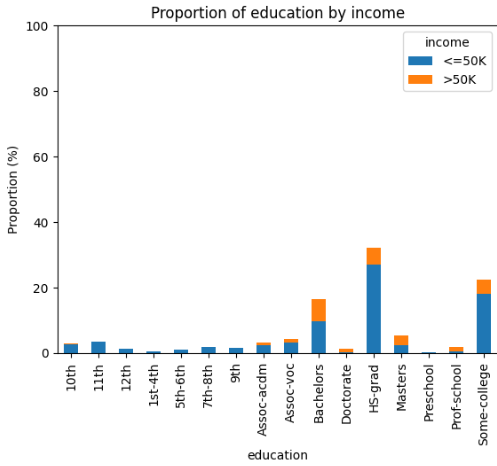 Proportion of education by income
100
80
60
40
20
0
Proportion (%)
income
<=50K
>50K
10th
11th
12th
1st-4th
5th-6th
7th-8th
9th
Assoc-acdm
Assoc-voc
Bachelors
Doctorate
HS-grad
Masters
Preschool
Prof-school
Some-college
education